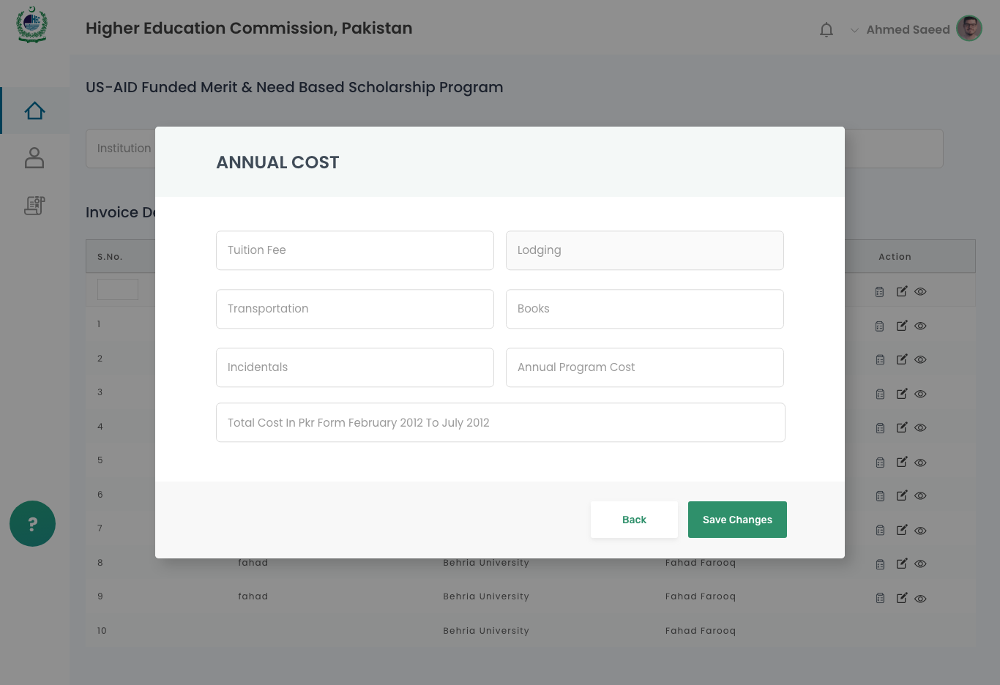 HEC
Higher Education Commission, Pakistan
Ahmed Saeed
US-AID Funded Merit & Need Based Scholarship Program
Institution
ANNUAL COST
Invoice De
Tuition Fee
Lodging
S.No.
Action
Transportation
Books
1
2
Incidentals
Annual Program Cost
3
Total Cost In Pkr Form February 2012 To July 2012
4
5
6
?
Back
Save Changes
7
8 fahad Behria University Fahad Farooq
9 fahad Behria University Fahad Farooq
10 Behria University Fahad Farooq